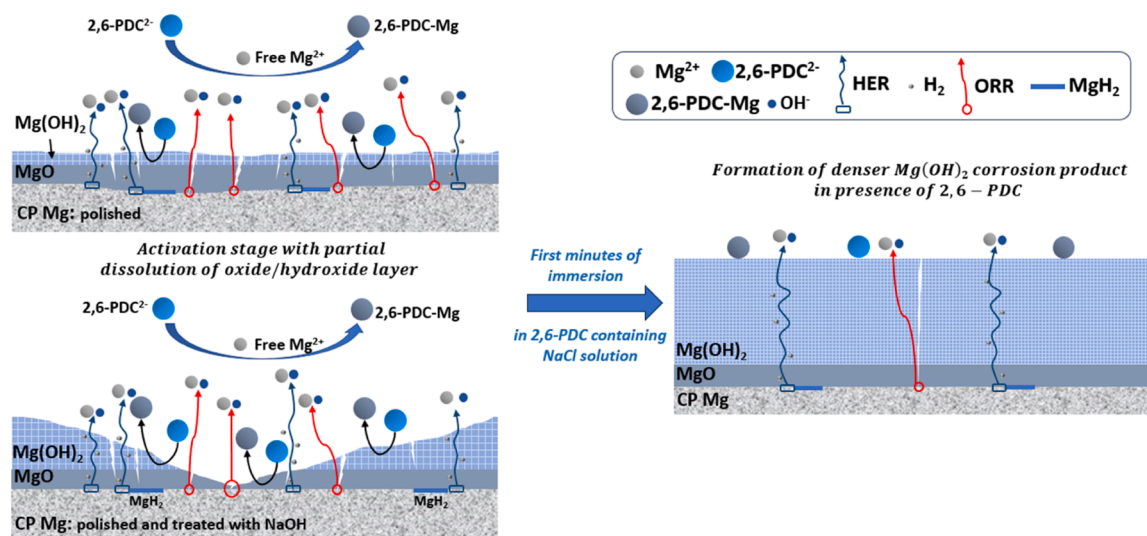 2,6-PDC²⁻
2,6-PDC-Mg
Free Mg²⁺
Mg(OH)₂
MgO
CP Mg: polished
Activation stage with partial
dissolution of oxide/hydroxide layer
2,6-PDC²⁻
2,6-PDC-Mg
Free Mg²⁺
Mg(OH)₂
MgO
MgH₂
MgH₂
CP Mg: polished and treated with NaOH
First minutes of
immersion
in 2,6-PDC containing
NaCl solution
Mg²⁺
2,6-PDC²⁻
HER
H₂
ORR
MgH₂
2,6-PDC-Mg
OH⁻
Formation of denser Mg(OH)₂ corrosion product
in presence of 2,6 − PDC
Mg(OH)₂
MgO
CP Mg